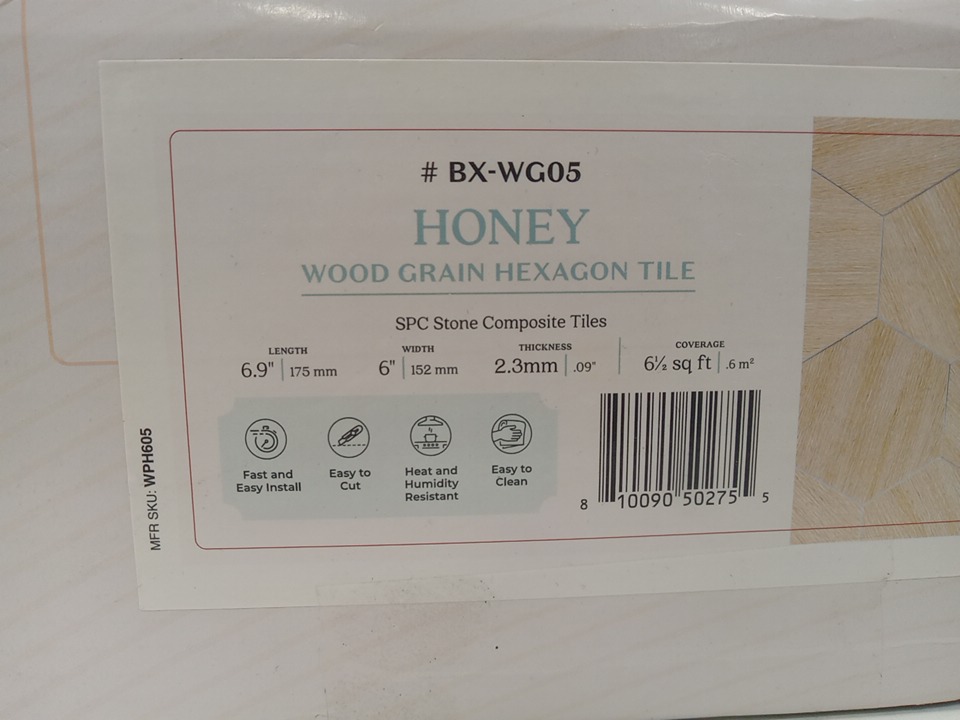 # BX-WG05
HONEY
WOOD GRAIN HEXAGON TILE
SPC Stone Composite Tiles
LENGTH
6.9" | 175 mm
WIDTH
6" | 152 mm
THICKNESS
2.3mm | .09"
COVERAGE
6½ sq ft | .6 m²
Fast and
Easy Install
Easy to
Cut
Heat and
Humidity
Resistant
Easy to
Clean
8 10090 50275 5
MFR SKU: WPH605